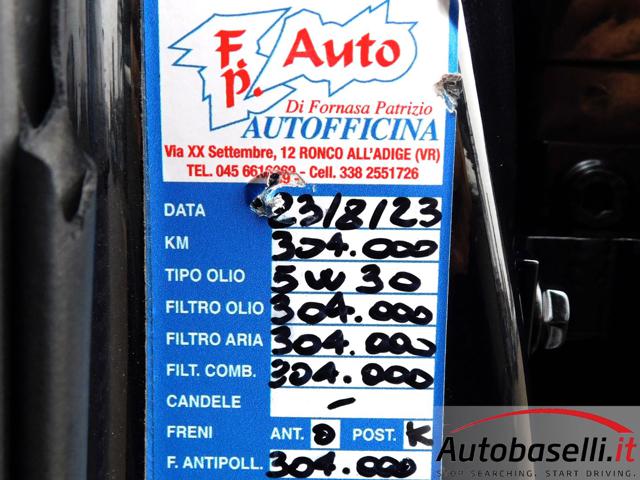 F.p. Auto
Di Fornasa Patrizio
AUTOFFICINA
Via XX Settembre, 12 RONCO ALL'ADIGE (VR)
TEL. 045 - Cell. 338 2551726
DATA 23/8/23
KM 304.000
TIPO OLIO 5W30
FILTRO OLIO 304.000
FILTRO ARIA 304.000
FILT. COMB. 304.000
CANDELE -
FRENI ANT. O POST. K
F. ANTIPOLL. 304.000
Autobaselli.it
STOP SEARCHING. START DRIVING.